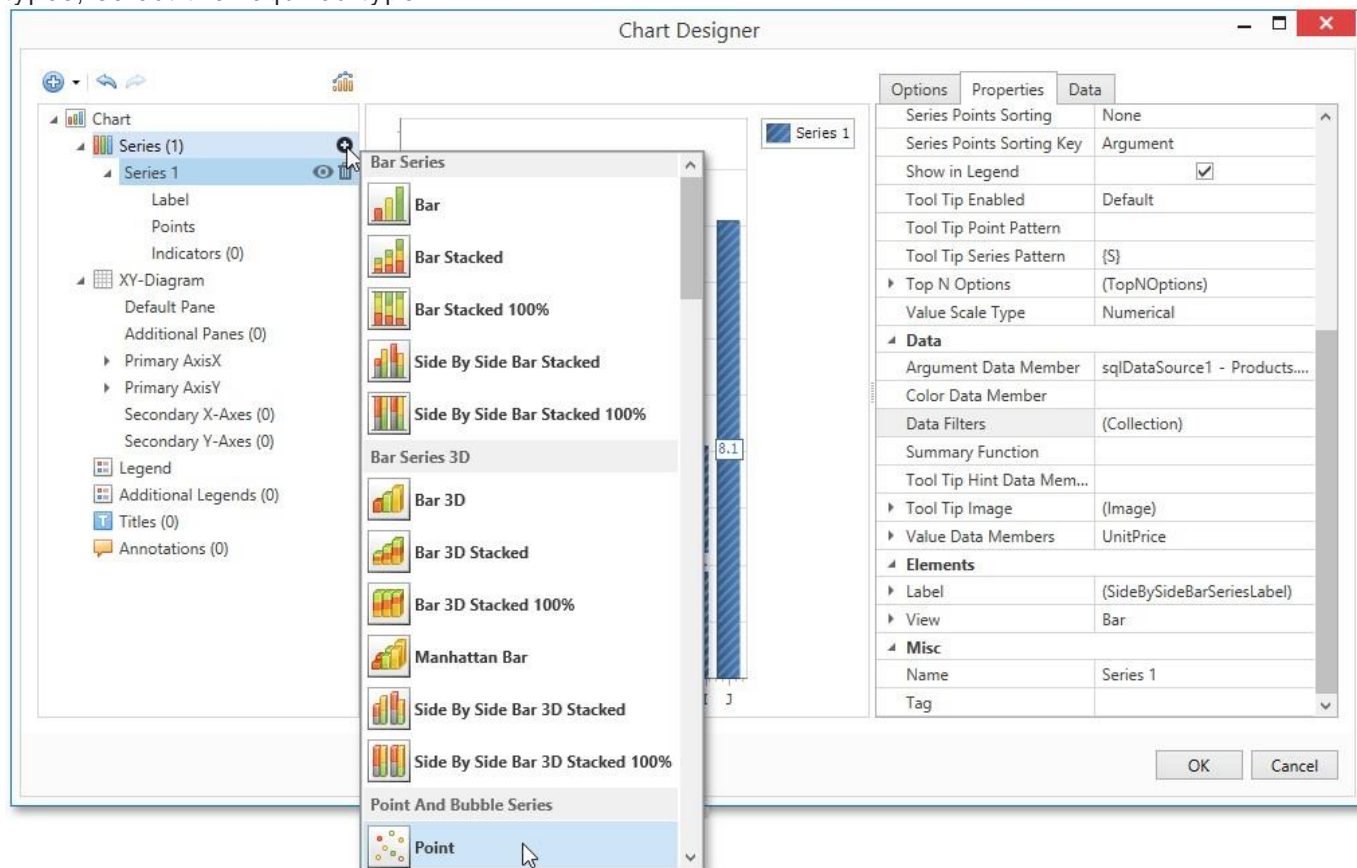 Chart Designer
Options Properties Data
Chart
Series (1)
Series 1
Label
Points
Indicators (0)
XY-Diagram
Default Pane
Additional Panes (0)
Primary AxisX
Primary AxisY
Secondary X-Axes (0)
Secondary Y-Axes (0)
Legend
Additional Legends (0)
Titles (0)
Annotations (0)
Series 1
8.1
J
Bar Series
Bar
Bar Stacked
Bar Stacked 100%
Side By Side Bar Stacked
Side By Side Bar Stacked 100%
Bar Series 3D
Bar 3D
Bar 3D Stacked
Bar 3D Stacked 100%
Manhattan Bar
Side By Side Bar 3D Stacked
Side By Side Bar 3D Stacked 100%
Point And Bubble Series
Point
Series Points Sorting None
Series Points Sorting Key Argument
Show in Legend
Tool Tip Enabled Default
Tool Tip Point Pattern
Tool Tip Series Pattern {S}
Top N Options (TopNOptions)
Value Scale Type Numerical
Data
Argument Data Member sqlDataSource1 - Products....
Color Data Member
Data Filters (Collection)
Summary Function
Tool Tip Hint Data Mem...
Tool Tip Image (Image)
Value Data Members UnitPrice
Elements
Label (SideBySideBarSeriesLabel)
View Bar
Misc
Name Series 1
Tag
OK Cancel